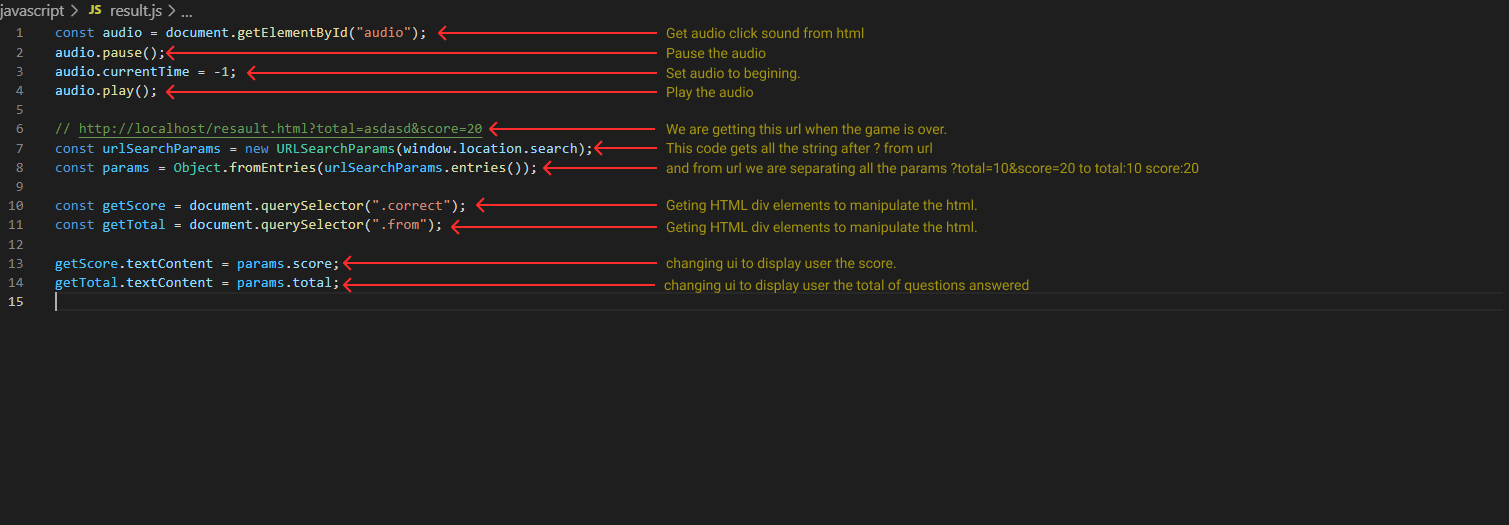 javascript > JS result.js > ...
1 const audio = document.getElementById("audio"); Get audio click sound from html
2 audio.pause(); Pause the audio
3 audio.currentTime = -1; Set audio to begining.
4 audio.play(); Play the audio
5
6 // http://localhost/resault.html?total=asdasd&score=20 We are getting this url when the game is over.
7 const urlSearchParams = new URLSearchParams(window.location.search); This code gets all the string after ? from url
8 const params = Object.fromEntries(urlSearchParams.entries()); and from url we are separating all the params ?total=10&score=20 to total:10 score:20
9
10 const getScore = document.querySelector(".correct"); Geting HTML div elements to manipulate the html.
11 const getTotal = document.querySelector(".from"); Geting HTML div elements to manipulate the html.
12
13 getScore.textContent = params.score; changing ui to display user the score.
14 getTotal.textContent = params.total; changing ui to display user the total of questions answered
15